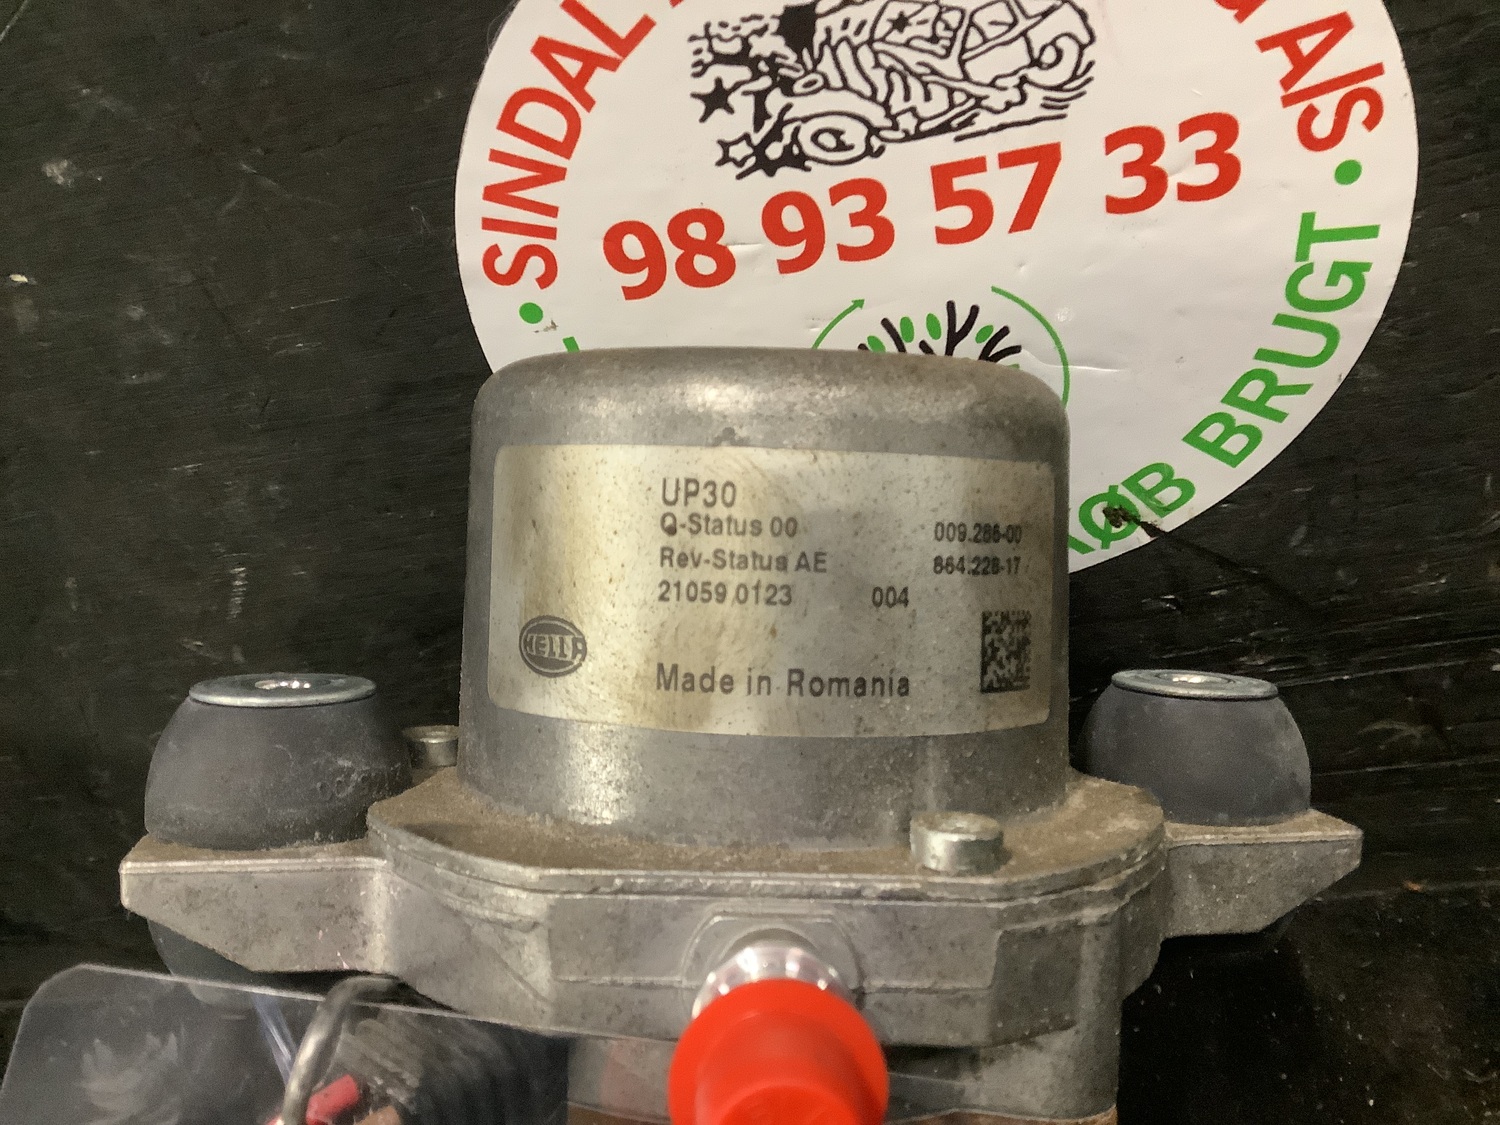 SINDAL
A/S
98 93 57 33
KØB BRUGT
UP30
Q-Status 00
009.286-00
Rev-Status AE
864.228-17
21059 0123 004
HELLA
Made in Romania